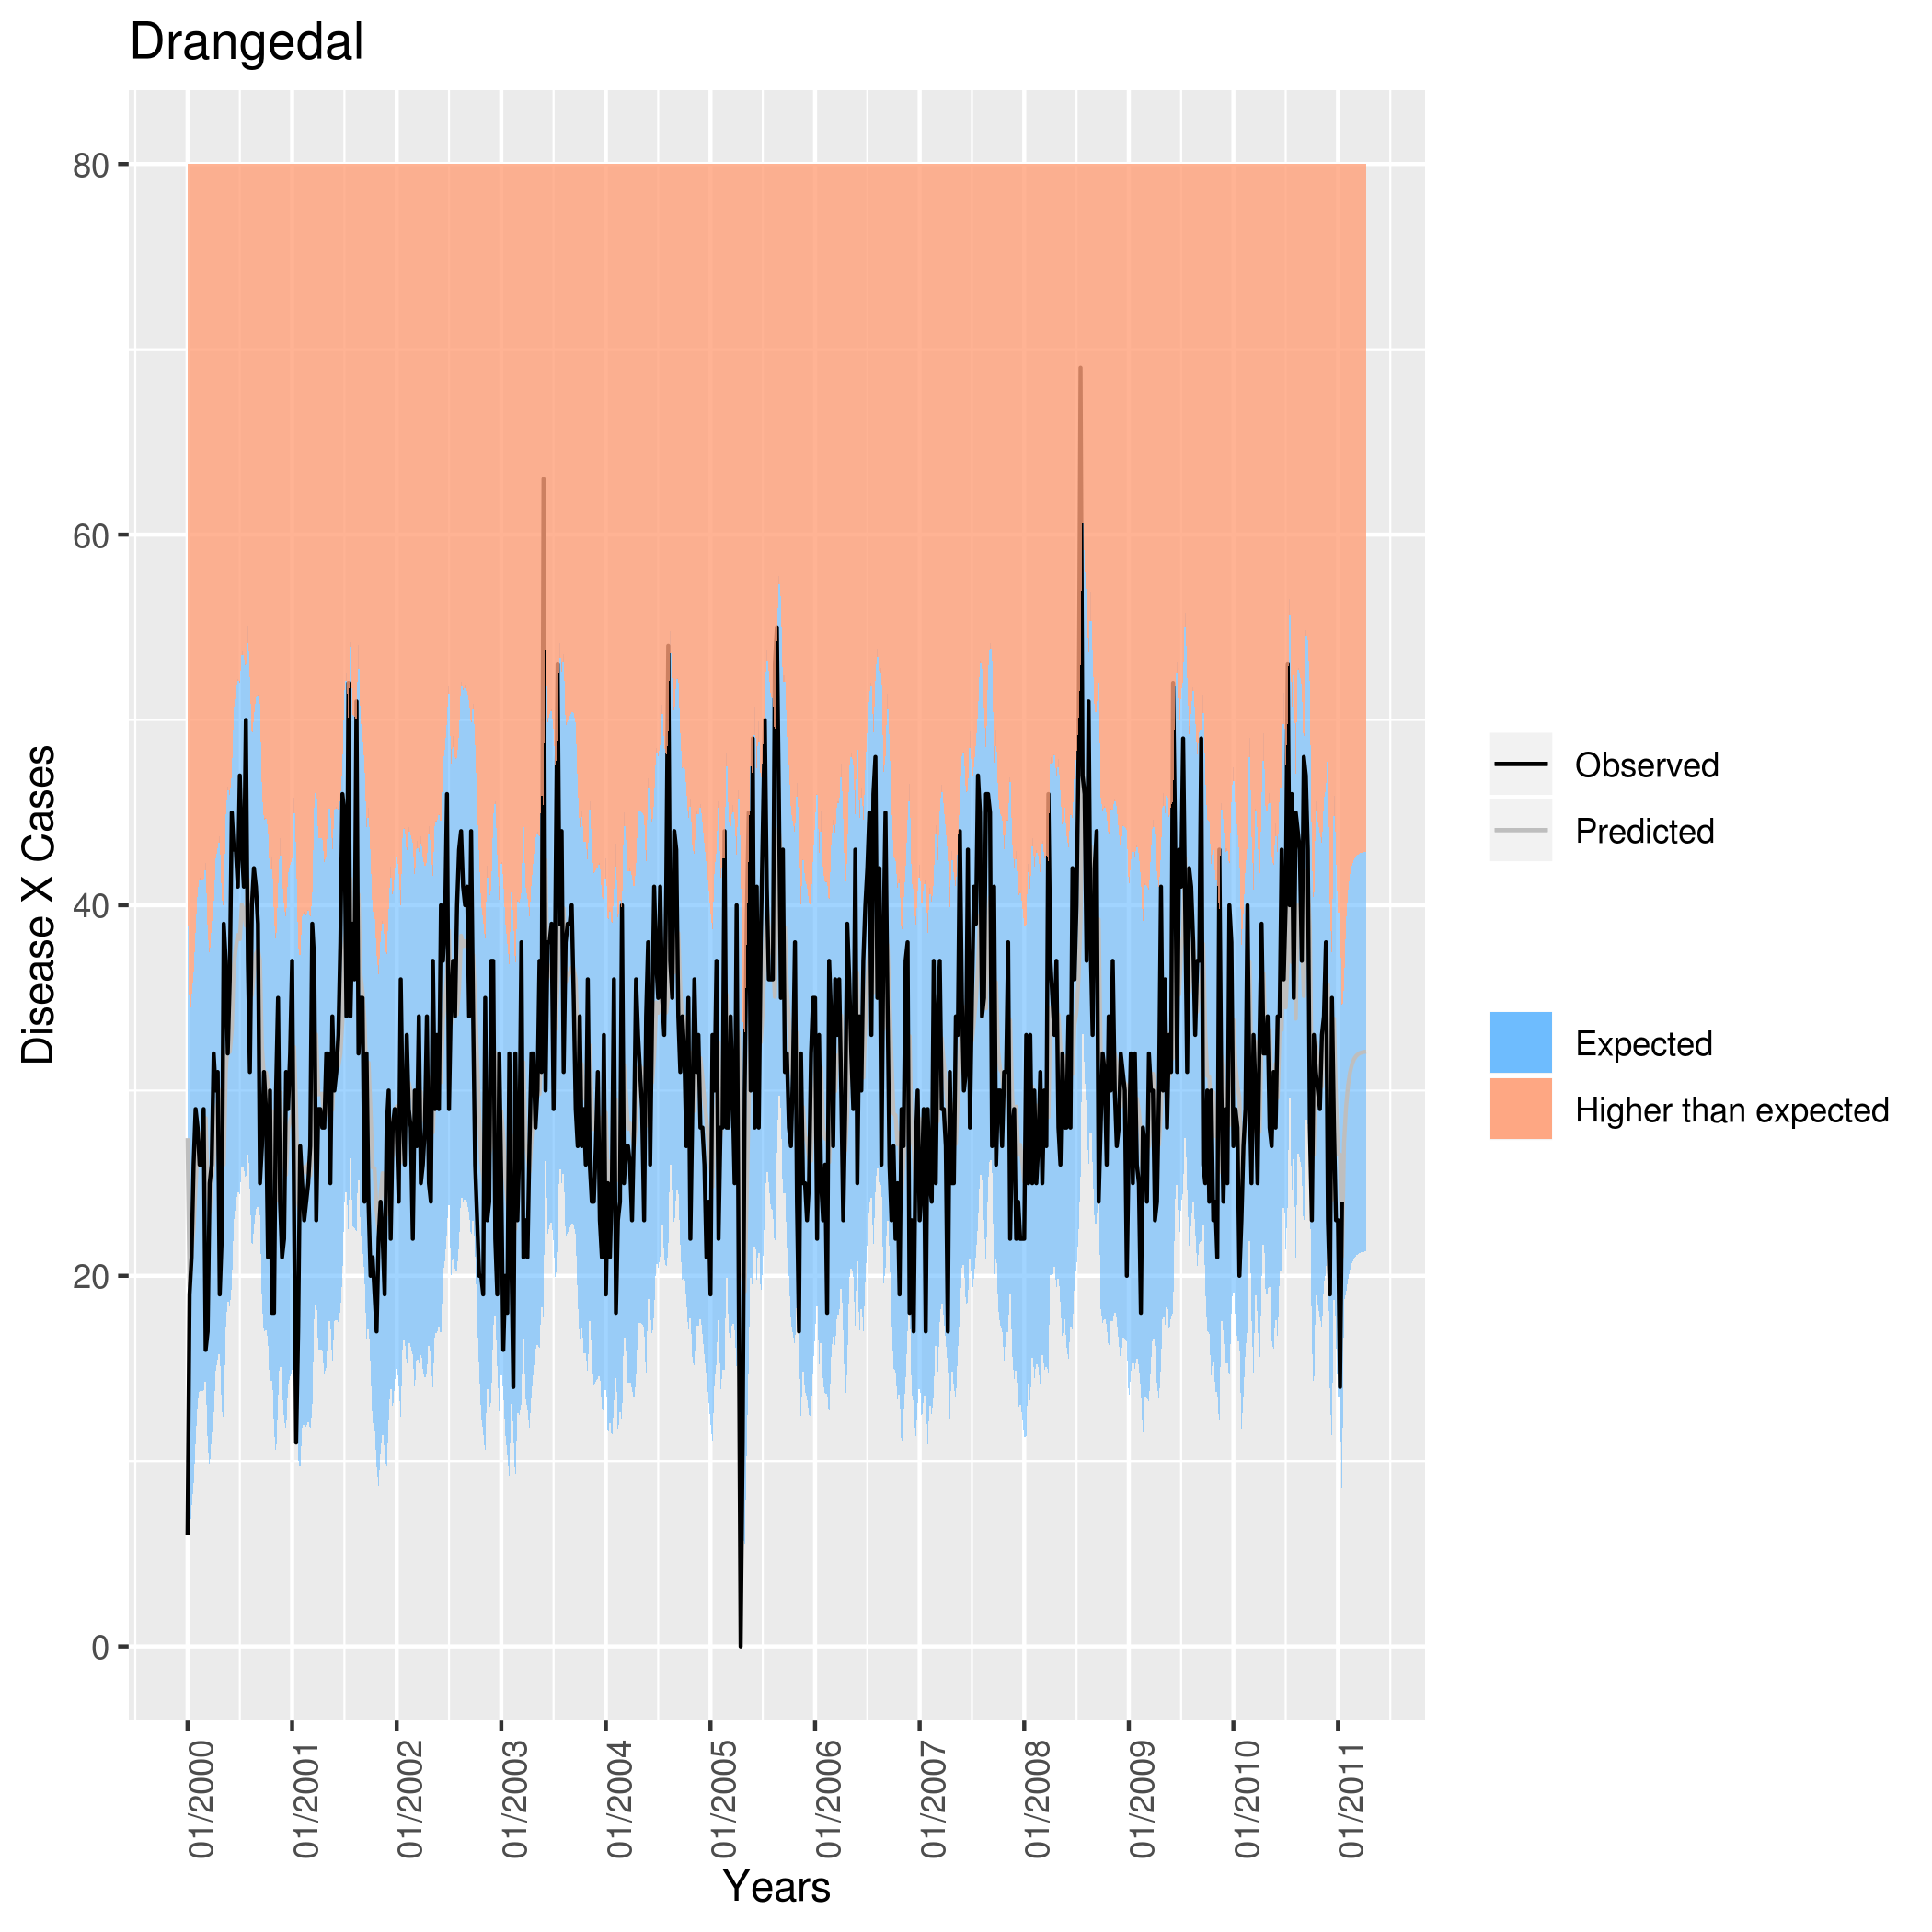 Drangedal
80
60
40
20
0
Disease X Cases
01/2000
01/2001
01/2002
01/2003
01/2004
01/2005
01/2006
01/2007
01/2008
01/2009
01/2010
01/2011
Years
Observed
Predicted
Expected
Higher than expected